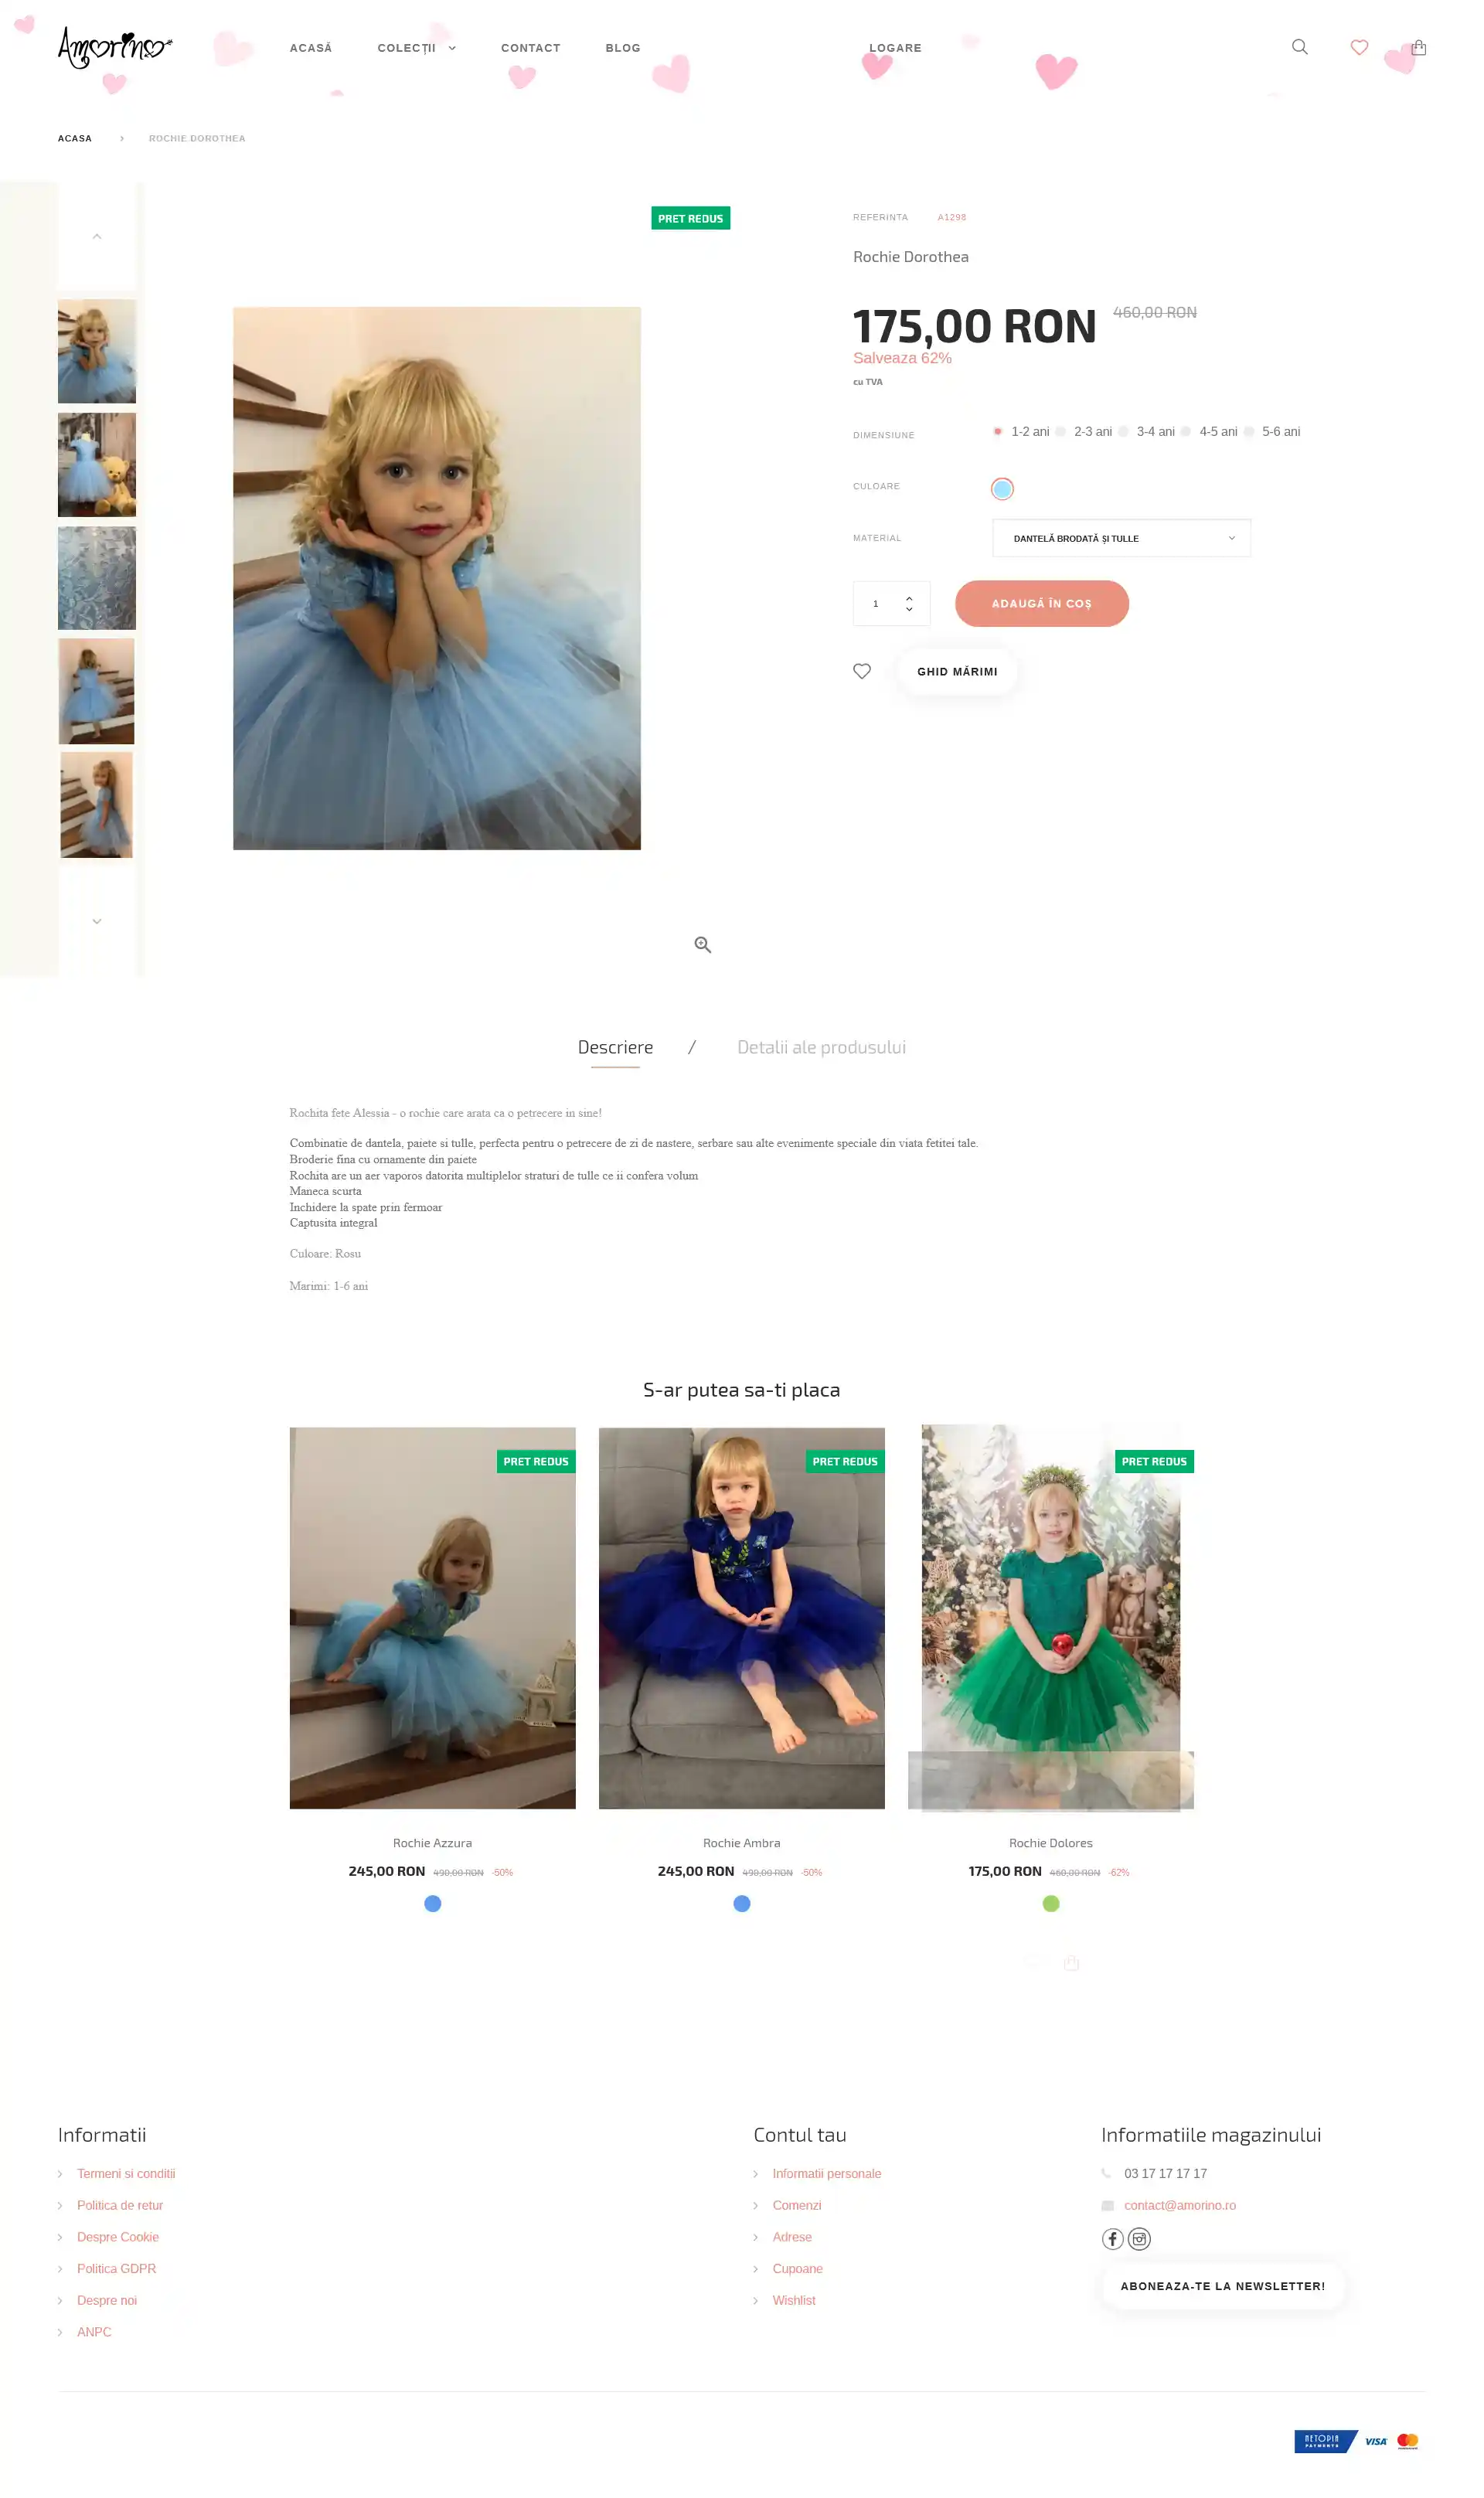 Amorino
ACASĂ
COLECȚII
CONTACT
BLOG
LOGARE
ACASA
ROCHIE DOROTHEA
PRET REDUS
REFERINTA A1298
Rochie Dorothea
175,00 RON 460,00 RON
Salveaza 62%
cu TVA
DIMENSIUNE 1-2 ani 2-3 ani 3-4 ani 4-5 ani 5-6 ani
CULOARE
MATERIAL DANTELĂ BRODATĂ ȘI TULLE
1 ADAUGĂ ÎN COȘ
GHID MĂRIMI
Descriere / Detalii ale produsului
Rochita fete Alessia - o rochie care arata ca o petrecere in sine!
Combinatie de dantela, paiete si tulle, perfecta pentru o petrecere de zi de nastere, serbare sau alte evenimente speciale din viata fetitei tale.
Broderie fina cu ornamente din paiete
Rochita are un aer vaporos datorita multiplelor straturi de tulle ce ii confera volum
Maneca scurta
Inchidere la spate prin fermoar
Captusita integral
Culoare: Rosu
Marimi: 1-6 ani
S-ar putea sa-ti placa
PRET REDUS
PRET REDUS
PRET REDUS
Rochie Azzura
245,00 RON 490,00 RON -50%
Rochie Ambra
245,00 RON 490,00 RON -50%
Rochie Dolores
175,00 RON 460,00 RON -62%
Informatii
Termeni si conditii
Politica de retur
Despre Cookie
Politica GDPR
Despre noi
ANPC
Contul tau
Informatii personale
Comenzi
Adrese
Cupoane
Wishlist
Informatiile magazinului
03 17 17 17 17
contact@amorino.ro
ABONEAZA-TE LA NEWSLETTER!
NETOPIA
PAYMENTS
VISA